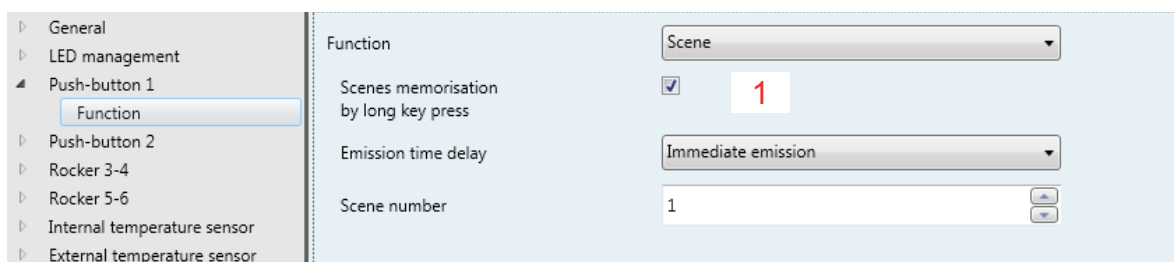 General
LED management
Push-button 1
Function
Push-button 2
Rocker 3-4
Rocker 5-6
Internal temperature sensor
External temperature sensor
Function
Scene
Scenes memorisation
by long key press
1
Emission time delay
Immediate emission
Scene number
1